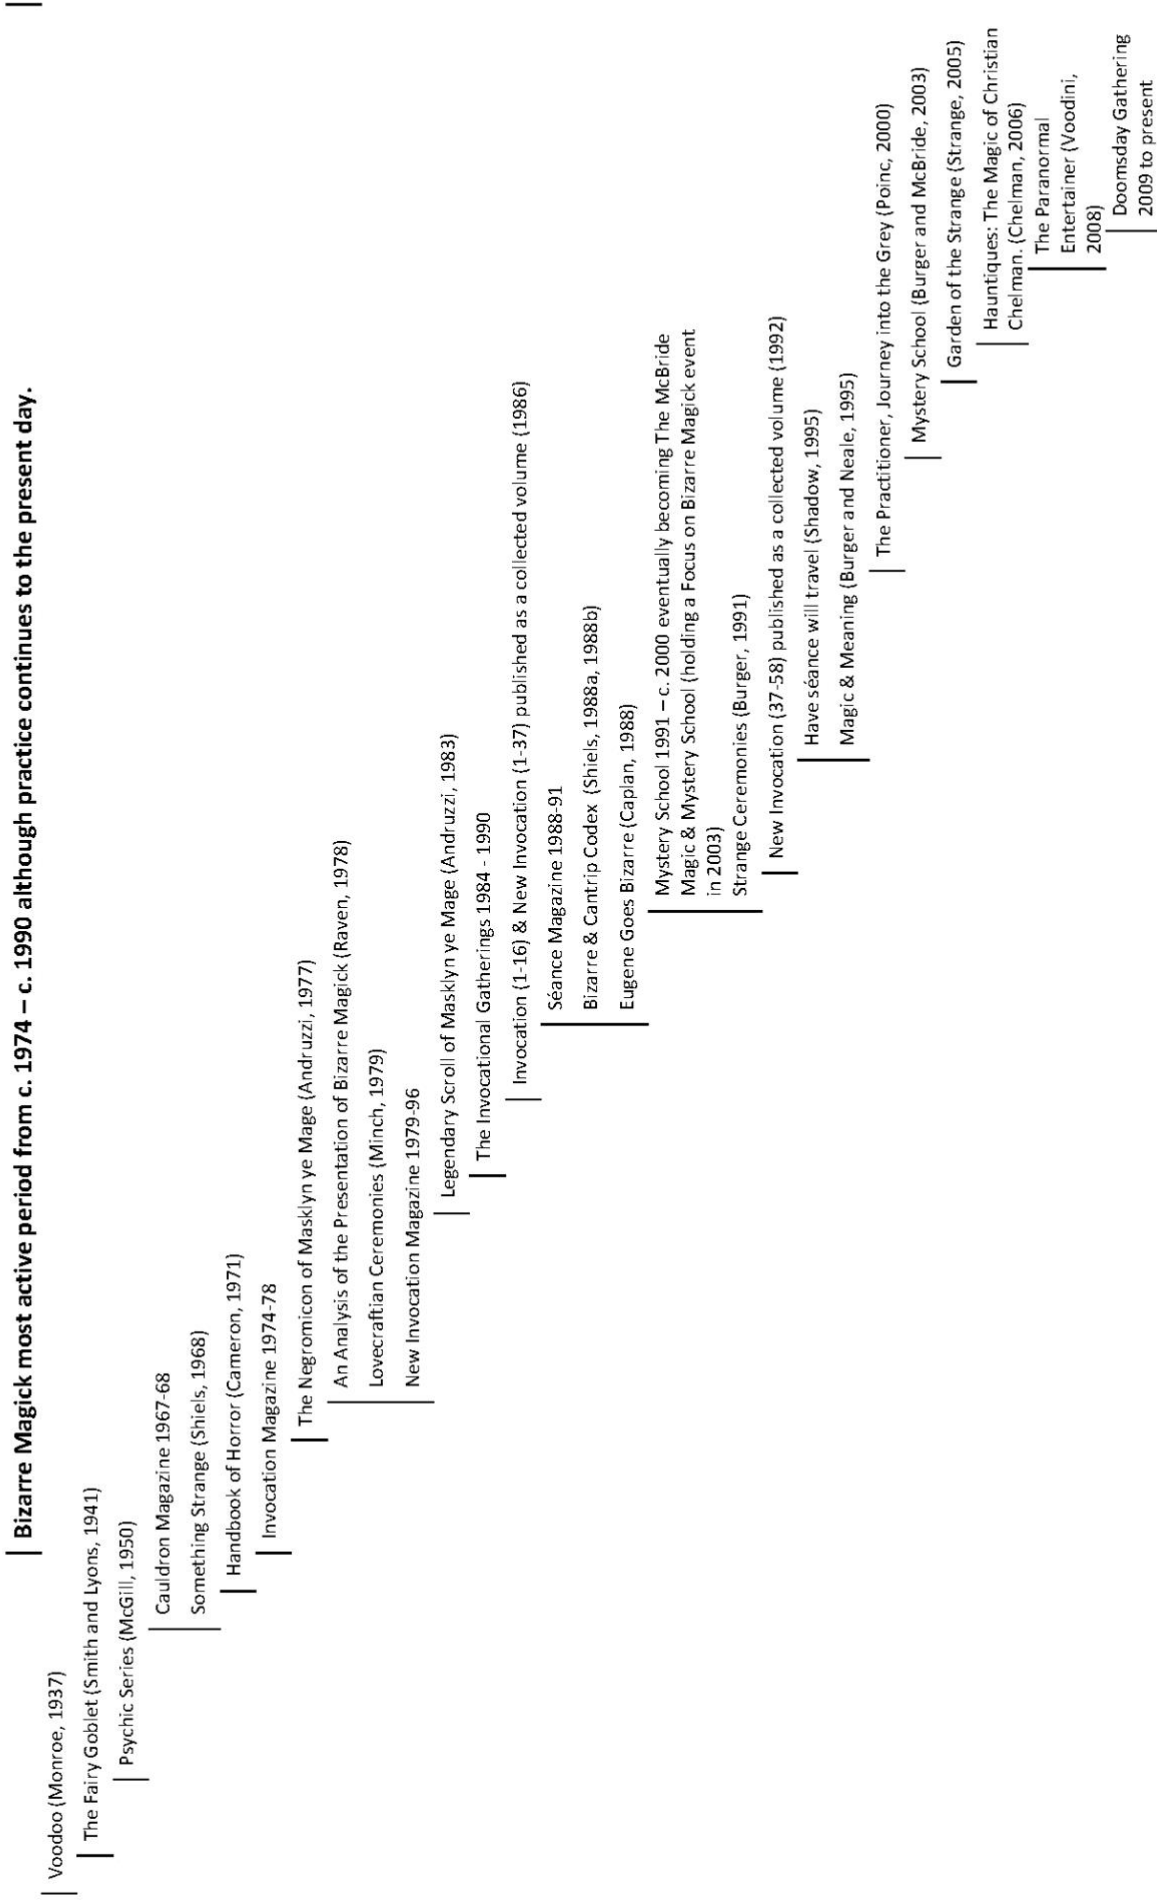 Bizarre Magick most active period from c. 1974 – c. 1990 although practice continues to the present day.
Voodoo (Monroe, 1937)
The Fairy Goblet (Smith and Lyons, 1941)
Psychic Series (McGill, 1950)
Cauldron Magazine 1967-68
Something Strange (Shiels, 1968)
Handbook of Horror (Cameron, 1971)
Invocation Magazine 1974-78
The Negromicon of Masklyn ye Mage (Andruzzi, 1977)
An Analysis of the Presentation of Bizarre Magick (Raven, 1978)
Lovecraftian Ceremonies (Minch, 1979)
New Invocation Magazine 1979-96
Legendary Scroll of Masklyn ye Mage (Andruzzi, 1983)
The Invocational Gatherings 1984 - 1990
Invocation (1-16) & New Invocation (1-37) published as a collected volume (1986)
Séance Magazine 1988-91
Bizarre & Cantrip Codex (Shiels, 1988a, 1988b)
Eugene Goes Bizarre (Caplan, 1988)
Mystery School 1991 – c. 2000 eventually becoming The McBride
Magic & Mystery School (holding a Focus on Bizarre Magick event
in 2003)
Strange Ceremonies (Burger, 1991)
New Invocation (37-58) published as a collected volume (1992)
Have séance will travel (Shadow, 1995)
Magic & Meaning (Burger and Neale, 1995)
The Practitioner, Journey into the Grey (Poinc, 2000)
Mystery School (Burger and McBride, 2003)
Garden of the Strange (Strange, 2005)
Hauntiques: The Magic of Christian
Chelman. (Chelman, 2006)
The Paranormal
Entertainer (Voodini,
2008)
Doomsday Gathering
2009 to present